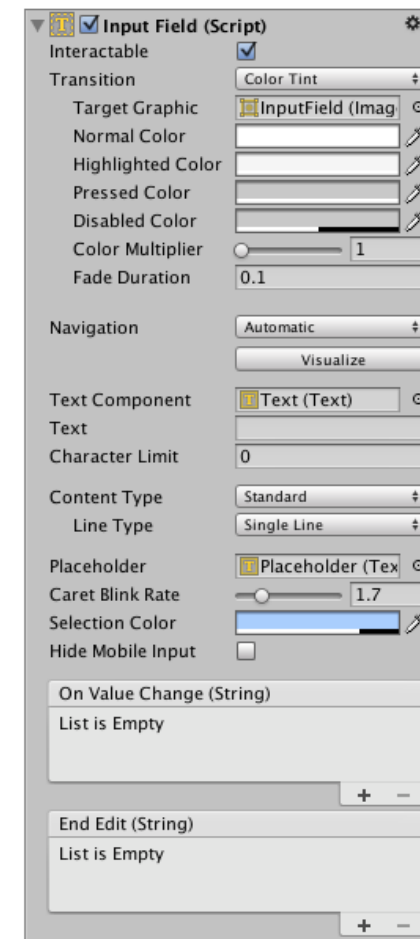 Input Field (Script)
Interactable
Transition Color Tint
Target Graphic InputField (Imag
Normal Color
Highlighted Color
Pressed Color
Disabled Color
Color Multiplier 1
Fade Duration 0.1
Navigation Automatic
Visualize
Text Component Text (Text)
Text
Character Limit 0
Content Type Standard
Line Type Single Line
Placeholder Placeholder (Tex
Caret Blink Rate 1.7
Selection Color
Hide Mobile Input
On Value Change (String)
List is Empty
+ −
End Edit (String)
List is Empty
+ −